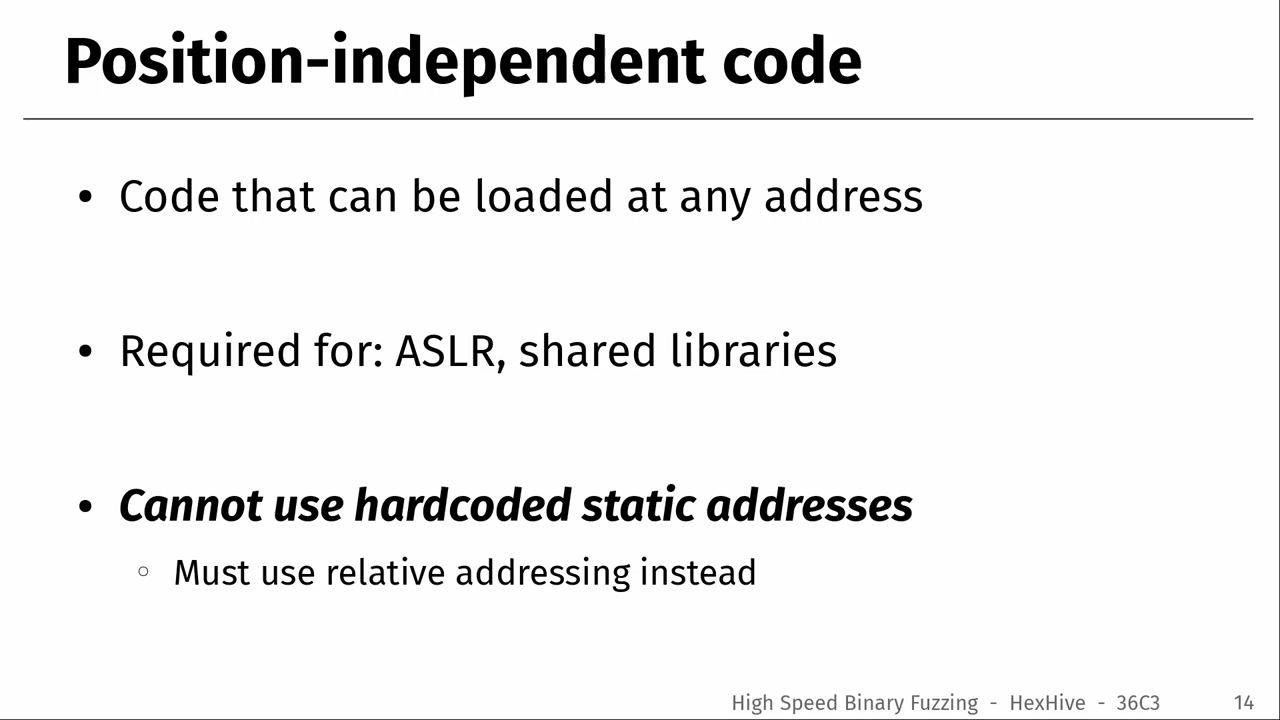 Position-independent code
• Code that can be loaded at any address
• Required for: ASLR, shared libraries
• Cannot use hardcoded static addresses
○ Must use relative addressing instead
High Speed Binary Fuzzing - HexHive - 36C3 14